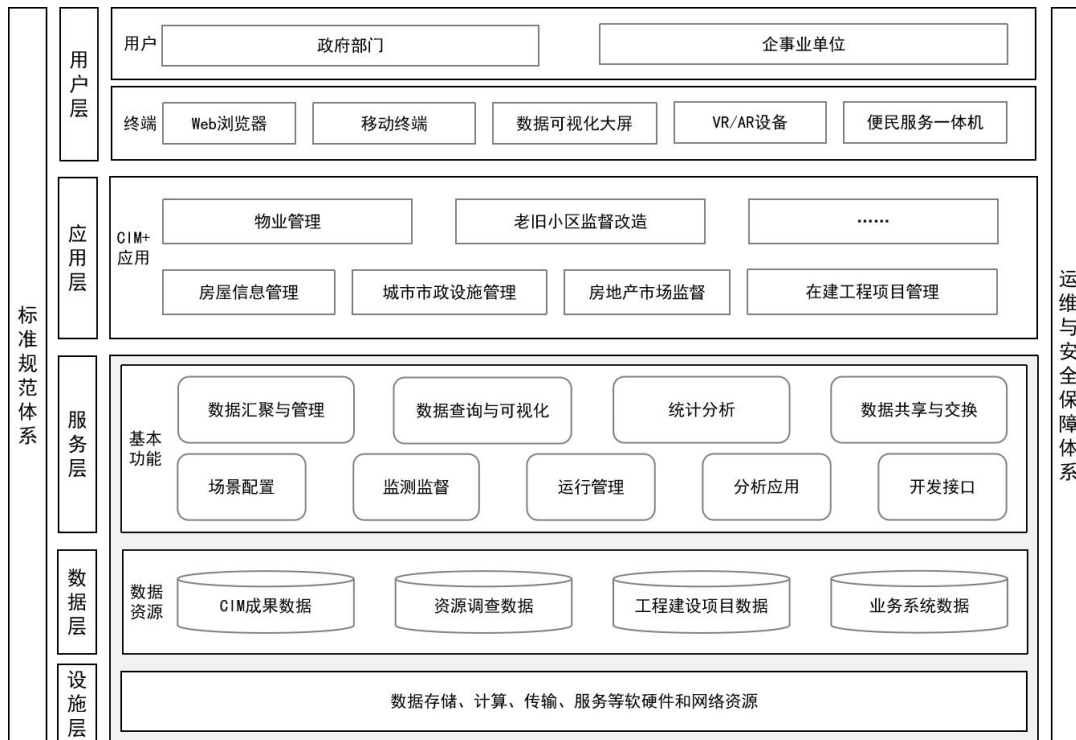 标准规范体系
用户层
用户
政府部门
企事业单位
终端
Web浏览器
移动终端
数据可视化大屏
VR/AR设备
便民服务一体机
应用层
CIM+
应用
物业管理
老旧小区监督改造
……
房屋信息管理
城市市政设施管理
房地产市场监督
在建工程项目管理
服务层
基本
功能
数据汇聚与管理
数据查询与可视化
统计分析
数据共享与交换
场景配置
监测监督
运行管理
分析应用
开发接口
数据层
数据
资源
CIM成果数据
资源调查数据
工程建设项目数据
业务系统数据
设施层
数据存储、计算、传输、服务等软硬件和网络资源
运维与安全保障体系